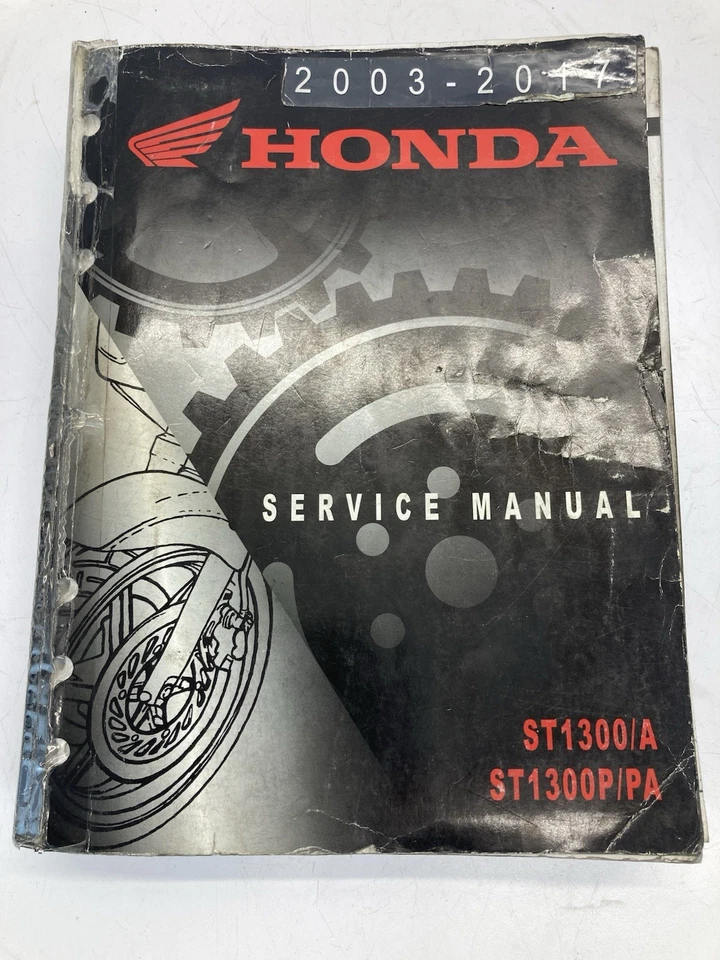 2003-2017
HONDA
SERVICE MANUAL
ST1300/A
ST1300P/PA